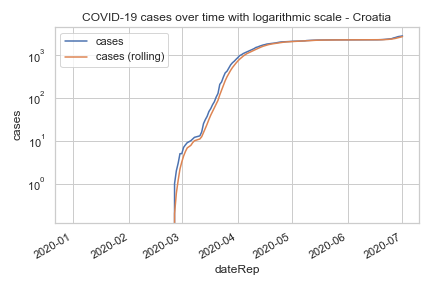 COVID-19 cases over time with logarithmic scale - Croatia
cases
cases (rolling)
10³
10²
10¹
10⁰
cases
2020-01
2020-02
2020-03
2020-04
2020-05
2020-06
2020-07
dateRep